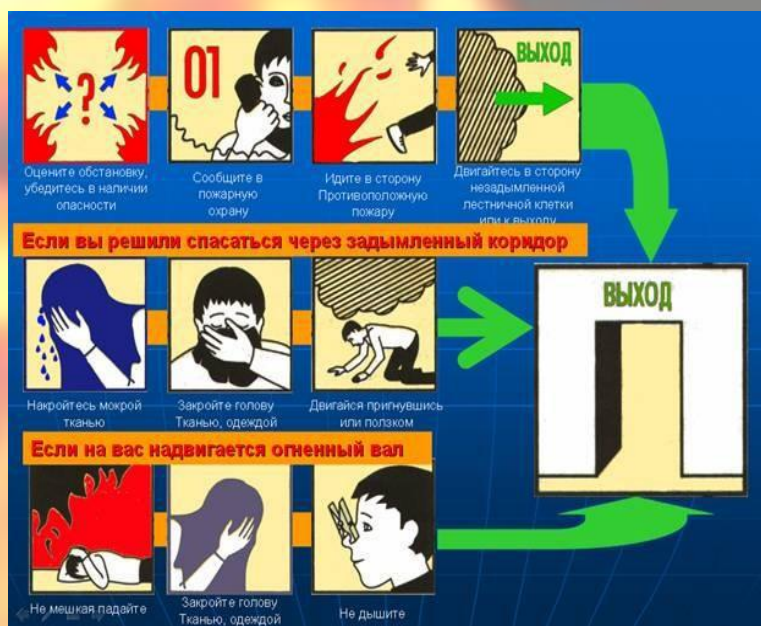 ?
01
ВЫХОД
Оцените обстановку,
убедитесь в наличии
опасности
Сообщите в
пожарную
охрану
Идите в сторону
Противоположную
пожару
Двигайтесь в сторону
незадымленной
лестничной клетки
или к выходу
Если вы решили спасаться через задымленный коридор
ВЫХОД
Накройтесь мокрой
тканью
Закройте голову
Тканью, одеждой
Двигайся пригнувшись
или ползком
Если на вас надвигается огненный вал
Не мешкая падайте
Закройте голову
Тканью, одеждой
Не дышите